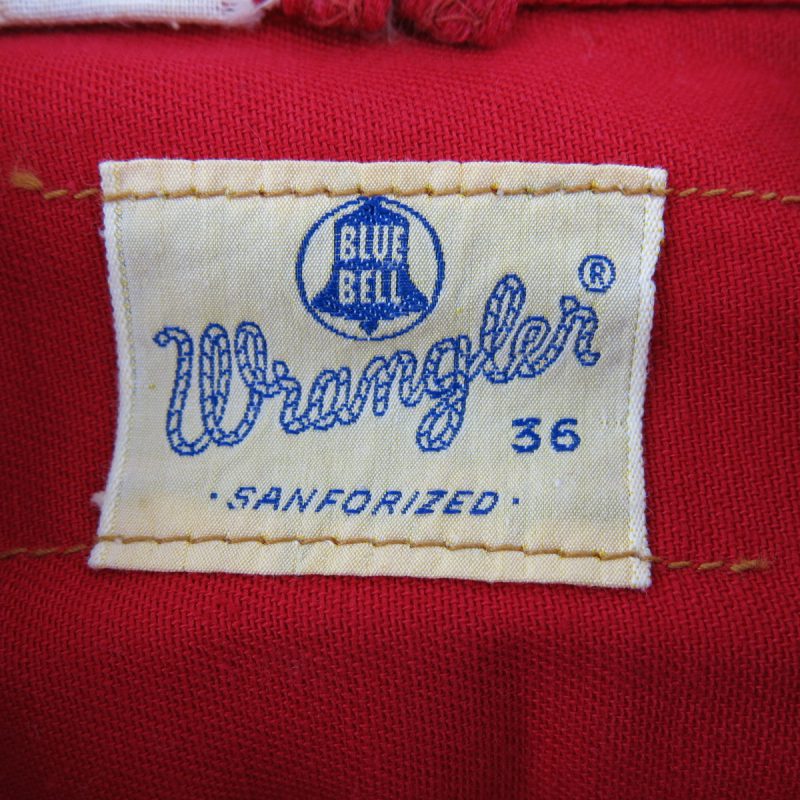 BLUE
BELL
Wrangler®
36
· SANFORIZED ·